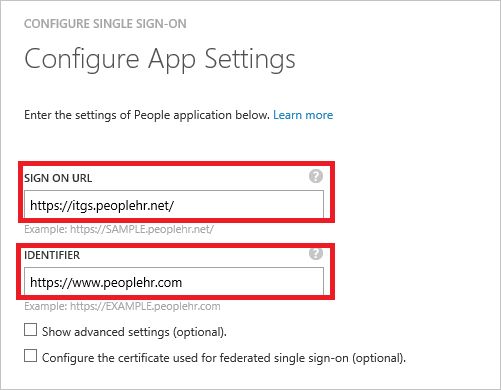 CONFIGURE SINGLE SIGN-ON
Configure App Settings
Enter the settings of People application below. Learn more
SIGN ON URL ?
https://itgs.peoplehr.net/
Example: https://SAMPLE.peoplehr.net/
IDENTIFIER ?
https://www.peoplehr.com
Example: https://EXAMPLE.peoplehr.com
Show advanced settings (optional).
Configure the certificate used for federated single sign-on (optional).